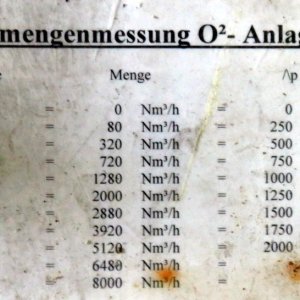 mengenmessung O²- Anlag
e Menge Δp
= 0 Nm³/h = 0
= 80 Nm³/h = 250
= 320 Nm³/h = 500
= 720 Nm³/h = 750
= 1280 Nm³/h = 1000
= 2000 Nm³/h = 1250
= 2880 Nm³/h = 1500
= 3920 Nm³/h = 1750
= 5120 Nm³/h = 2000
= 6480 Nm³/h
= 8000 Nm³/h